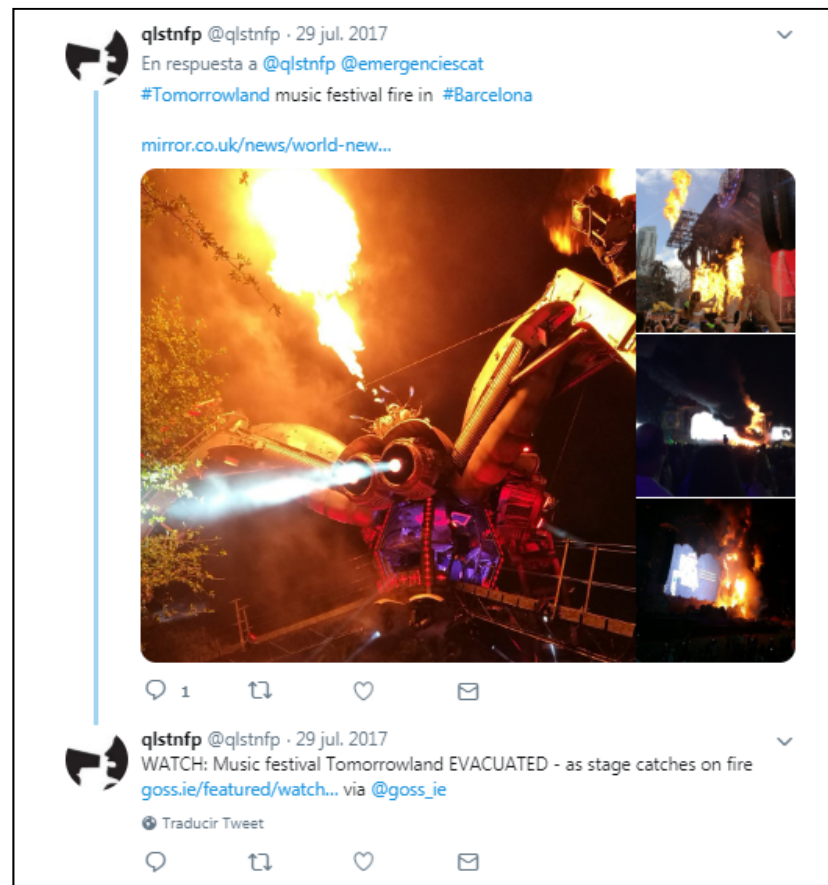 qlstnfp @qlstnfp · 29 jul. 2017
En respuesta a @qlstnfp @emergenciescat
#Tomorrowland music festival fire in #Barcelona
mirror.co.uk/news/world-new...
1
qlstnfp @qlstnfp · 29 jul. 2017
WATCH: Music festival Tomorrowland EVACUATED - as stage catches on fire
goss.ie/featured/watch... via @goss_ie
Traducir Tweet